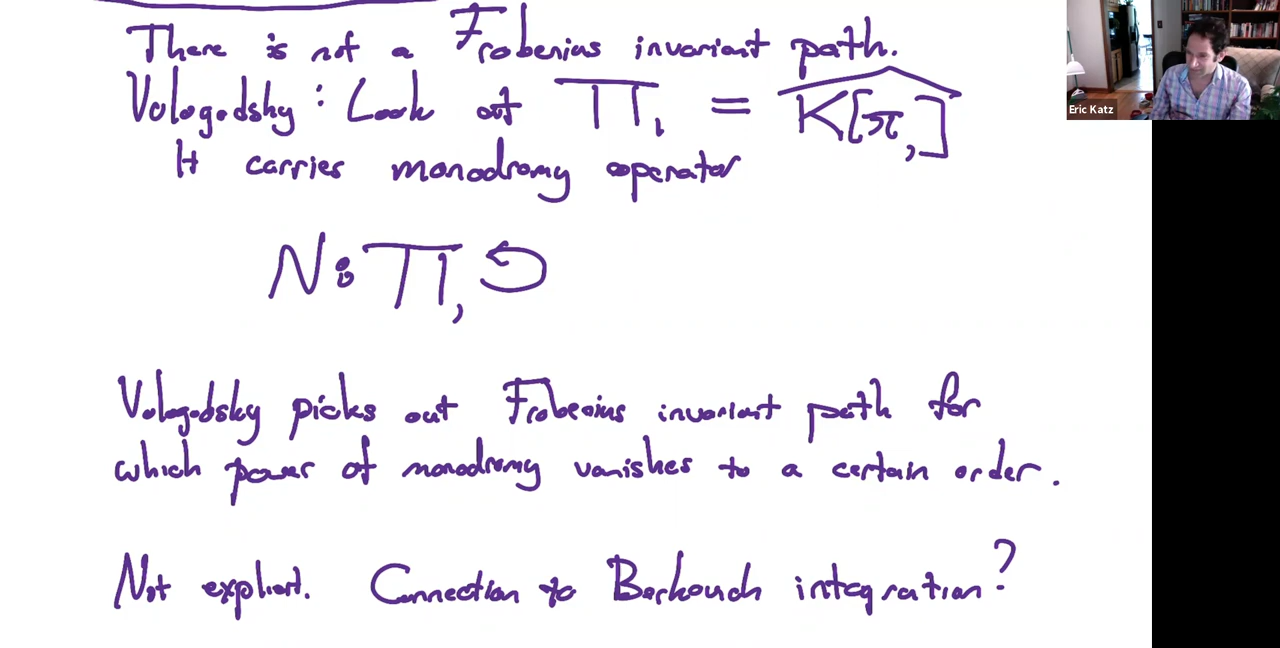 There is not a Frobenius invariant path.
Vologodsky: Look at Π₁ = K[π₁]^
It carries monodromy operator
N: Π₁ ↺
Vologodsky picks out Frobenius invariant path for
which power of monodromy vanishes to a certain order.
Not explicit. Connection to Berkovich integration?
Eric Katz